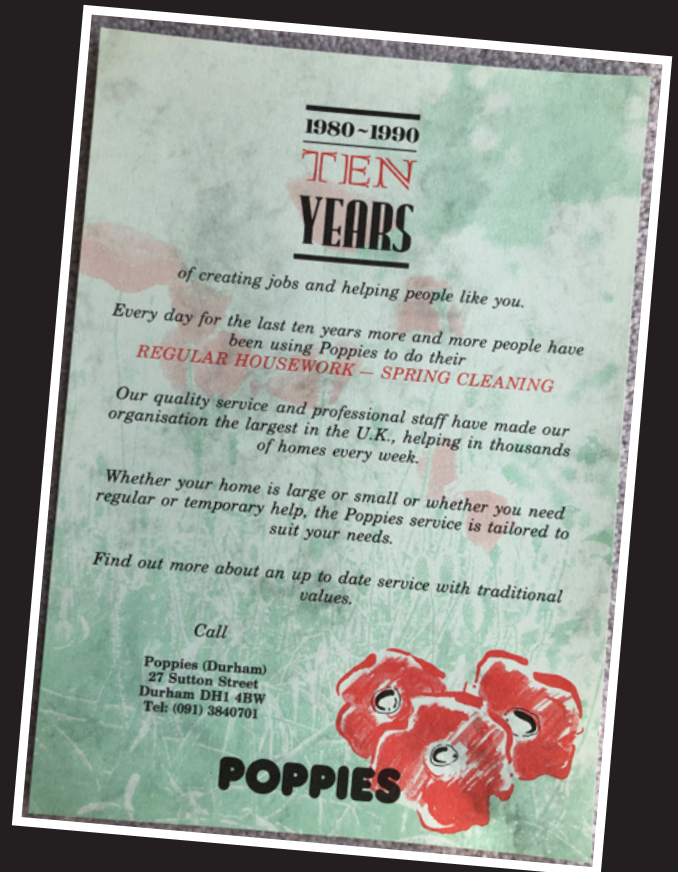 1980~1990
TEN
YEARS
of creating jobs and helping people like you.
Every day for the last ten years more and more people have
been using Poppies to do their
REGULAR HOUSEWORK — SPRING CLEANING
Our quality service and professional staff have made our
organisation the largest in the U.K., helping in thousands
of homes every week.
Whether your home is large or small or whether you need
regular or temporary help, the Poppies service is tailored to
suit your needs.
Find out more about an up to date service with traditional
values.
Call
Poppies (Durham)
27 Sutton Street
Durham DH1 4BW
Tel: (091) 3840701
POPPIES